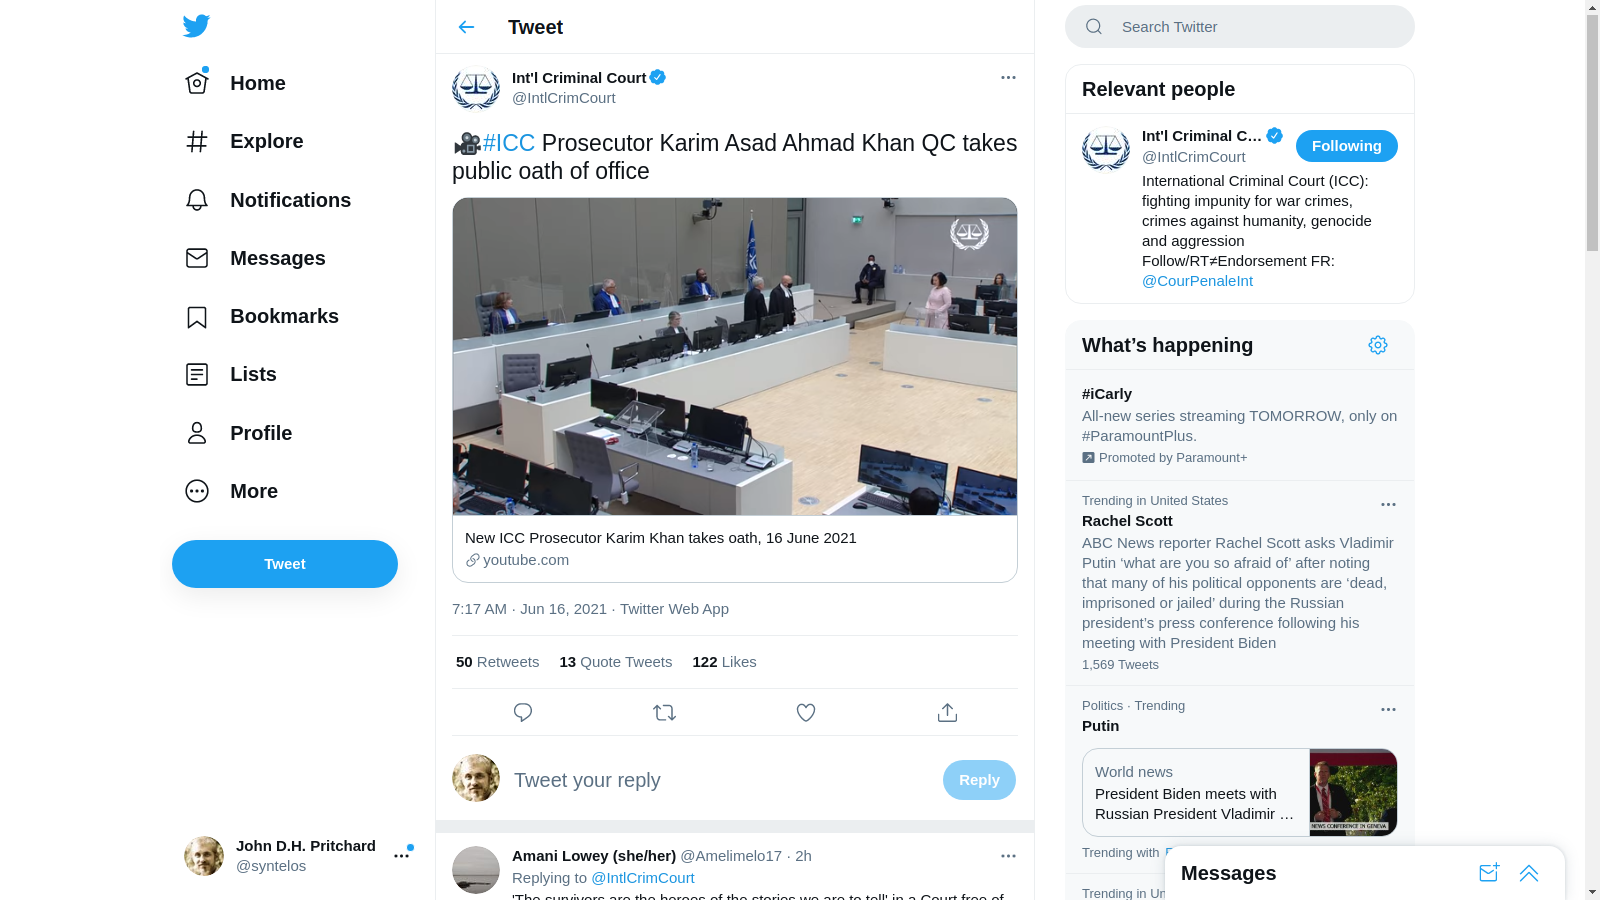 Home
Explore
Notifications
Messages
Bookmarks
Lists
Profile
More
Tweet
John D.H. Pritchard
@syntelos
Tweet
Int'l Criminal Court
@IntlCrimCourt
#ICC Prosecutor Karim Asad Ahmad Khan QC takes
public oath of office
New ICC Prosecutor Karim Khan takes oath, 16 June 2021
youtube.com
7:17 AM · Jun 16, 2021 · Twitter Web App
50 Retweets 13 Quote Tweets 122 Likes
Tweet your reply
Reply
Amani Lowey (she/her) @Amelimelo17 · 2h
Replying to @IntlCrimCourt
'The survivors are the heroes of the stories we are to tell' in a Court free of
Search Twitter
Relevant people
Int'l Criminal C...
@IntlCrimCourt
Following
International Criminal Court (ICC):
fighting impunity for war crimes,
crimes against humanity, genocide
and aggression
Follow/RT≠Endorsement FR:
@CourPenaleInt
What's happening
#iCarly
All-new series streaming TOMORROW, only on
#ParamountPlus.
Promoted by Paramount+
Trending in United States
Rachel Scott
ABC News reporter Rachel Scott asks Vladimir
Putin ‘what are you so afraid of’ after noting
that many of his political opponents are ‘dead,
imprisoned or jailed’ during the Russian
president’s press conference following his
meeting with President Biden
1,569 Tweets
Politics · Trending
Putin
World news
President Biden meets with
Russian President Vladimir …
NEWS CONFERENCE IN GENEVA
Trending with
Trending in Un
Messages